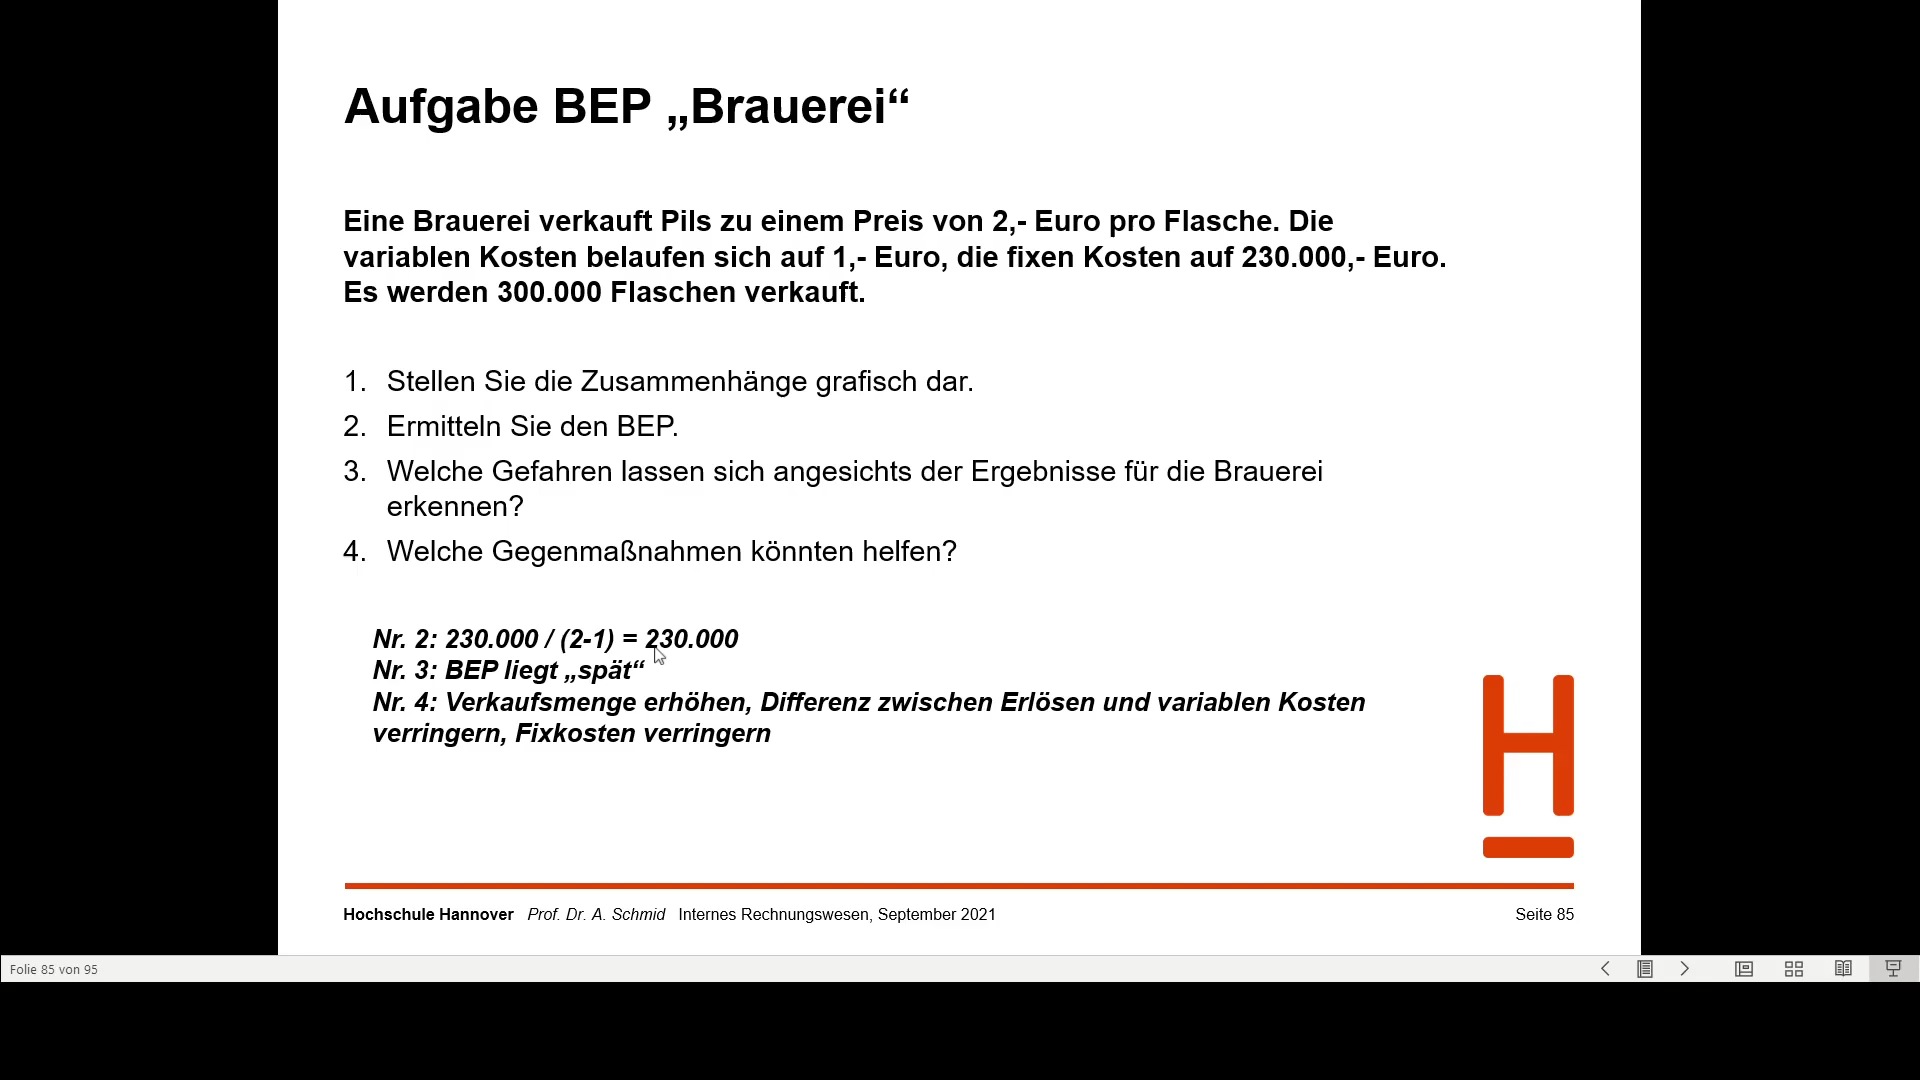 Aufgabe BEP „Brauerei“
Eine Brauerei verkauft Pils zu einem Preis von 2,- Euro pro Flasche. Die
variablen Kosten belaufen sich auf 1,- Euro, die fixen Kosten auf 230.000,- Euro.
Es werden 300.000 Flaschen verkauft.
1. Stellen Sie die Zusammenhänge grafisch dar.
2. Ermitteln Sie den BEP.
3. Welche Gefahren lassen sich angesichts der Ergebnisse für die Brauerei
erkennen?
4. Welche Gegenmaßnahmen könnten helfen?
Nr. 2: 230.000 / (2-1) = 230.000
Nr. 3: BEP liegt „spät“
Nr. 4: Verkaufsmenge erhöhen, Differenz zwischen Erlösen und variablen Kosten
verringern, Fixkosten verringern
H
Hochschule Hannover Prof. Dr. A. Schmid Internes Rechnungswesen, September 2021 Seite 85
Folie 85 von 95